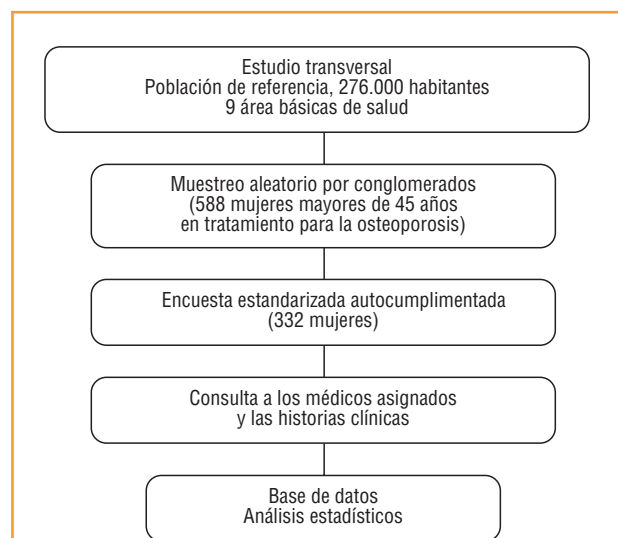 Estudio transversal
Población de referencia, 276.000 habitantes
9 área básicas de salud
Muestreo aleatorio por conglomerados
(588 mujeres mayores de 45 años
en tratamiento para la osteoporosis)
Encuesta estandarizada autocumplimentada
(332 mujeres)
Consulta a los médicos asignados
y las historias clínicas
Base de datos
Análisis estadísticos